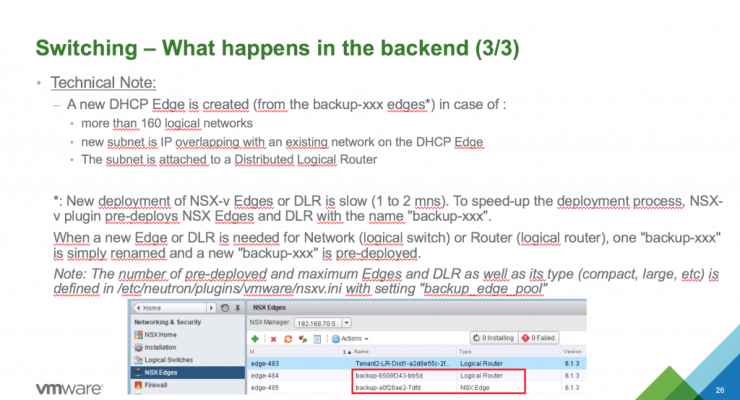 Switching – What happens in the backend (3/3)
• Technical Note:
– A new DHCP Edge is created (from the backup-xxx edges*) in case of :
• more than 160 logical networks
• new subnet is IP overlapping with an existing network on the DHCP Edge
• The subnet is attached to a Distributed Logical Router
*: New deployment of NSX-v Edges or DLR is slow (1 to 2 mns). To speed-up the deployment process, NSX-
v plugin pre-deploys NSX Edges and DLR with the name "backup-xxx".
When a new Edge or DLR is needed for Network (logical switch) or Router (logical router), one "backup-xxx"
is simply renamed and a new "backup-xxx" is pre-deployed.
Note: The number of pre-deployed and maximum Edges and DLR as well as its type (compact, large, etc) is
defined in /etc/neutron/plugins/vmware/nsxv.ini with setting "backup_edge_pool"
Home
NSX Edges
Networking & Security
NSX Manager: 192.168.70.5
NSX Home
Installation
Actions
0 Installing
0 Failed
Logical Switches
Id 1 Name Type Version
NSX Edges
edge-483 Tenant2-LR-Dist1-a2d8e55c-2f... Logical Router 6.1.3
Firewall
edge-484 backup-6508f343-bb5d Logical Router 6.1.3
edge-485 backup-a0f28ae2-7dfd NSX Edge 6.1.3
vmware
26